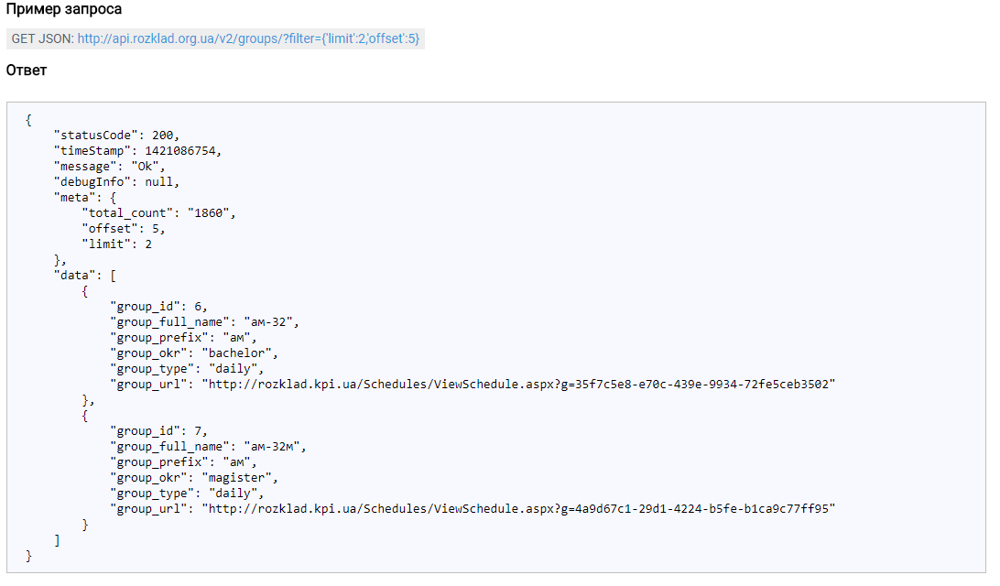 Пример запроса
GET JSON: http://api.rozklad.org.ua/v2/groups/?filter={'limit':2,'offset':5}
Ответ
{
    "statusCode": 200,
    "timeStamp": 1421086754,
    "message": "Ok",
    "debugInfo": null,
    "meta": {
        "total_count": "1860",
        "offset": 5,
        "limit": 2
    },
    "data": [
        {
            "group_id": 6,
            "group_full_name": "ам-32",
            "group_prefix": "ам",
            "group_okr": "bachelor",
            "group_type": "daily",
            "group_url": "http://rozklad.kpi.ua/Schedules/ViewSchedule.aspx?g=35f7c5e8-e70c-439e-9934-72fe5ceb3502"
        },
        {
            "group_id": 7,
            "group_full_name": "ам-32м",
            "group_prefix": "ам",
            "group_okr": "magister",
            "group_type": "daily",
            "group_url": "http://rozklad.kpi.ua/Schedules/ViewSchedule.aspx?g=4a9d67c1-29d1-4224-b5fe-b1ca9c77ff95"
        }
    ]
}